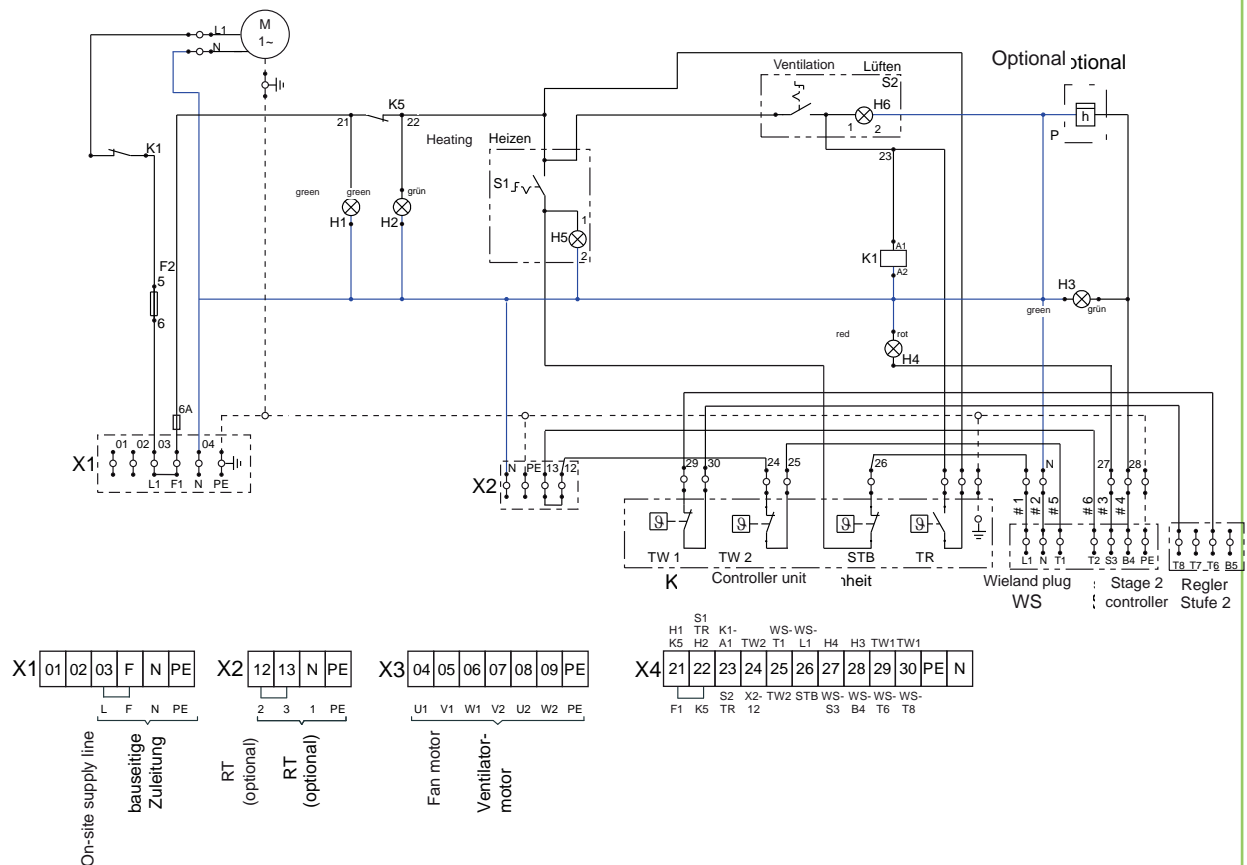 M
1~
L1
N
Optional
Ventilation
Lüften
S2
H6
1
2
h
P
K5
21
22
Heating
Heizen
K1
S1
23
green
green
grün
H1
H2
H5
1
2
A1
K1
A2
F2
5
6
H3
green
grün
red
rot
H4
6A
X1
01
02
03
04
L1
F1
N
PE
X2
N
PE
13
12
29
30
24
25
26
N
27
28
# 1
# 2
# 5
# 6
# 3
# 4
ϑ
ϑ
ϑ
ϑ
TW 1
TW 2
STB
TR
K
Controller unit
nheit
L1
N
T1
T2
S3
B4
PE
T8
T7
T6
B5
Wieland plug
WS
Stage 2
controller
Regler
Stufe 2
X1
01
02
03
F
N
PE
L
F
N
PE
On-site supply line
bauseitige
Zuleitung
X2
12
13
N
PE
2
3
1
PE
RT
(optional)
RT
(optional)
X3
04
05
06
07
08
09
PE
U1
V1
W1
V2
U2
W2
PE
Fan motor
Ventilator-
motor
S1
H1 TR K1- WS- WS-
K5 H2 A1 TW2 T1 L1 H4 H3 TW1 TW1
X4 21 22 23 24 25 26 27 28 29 30 PE N
F1 K5 S2 X2- TW2 STB WS- WS- WS- WS-
TR 12 S3 B4 T6 T8